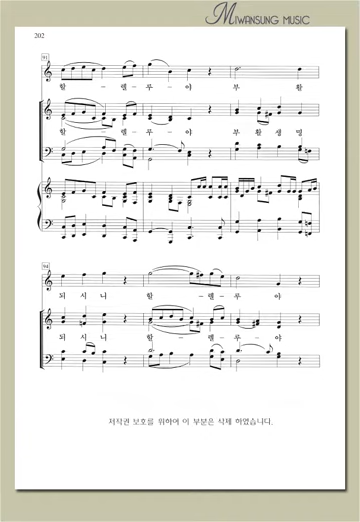 MIWANSUNG MUSIC
202
91
할 - 렐 - 루 - 야 부 활
할 - 렐 - 루 - 야 부 활 생 명
94
되 시 니 할 - 렐 - 루 야
되 시 니 할 - 렐 - 루 - 야
저작권 보호를 위하여 이 부분은 삭제 하였습니다.